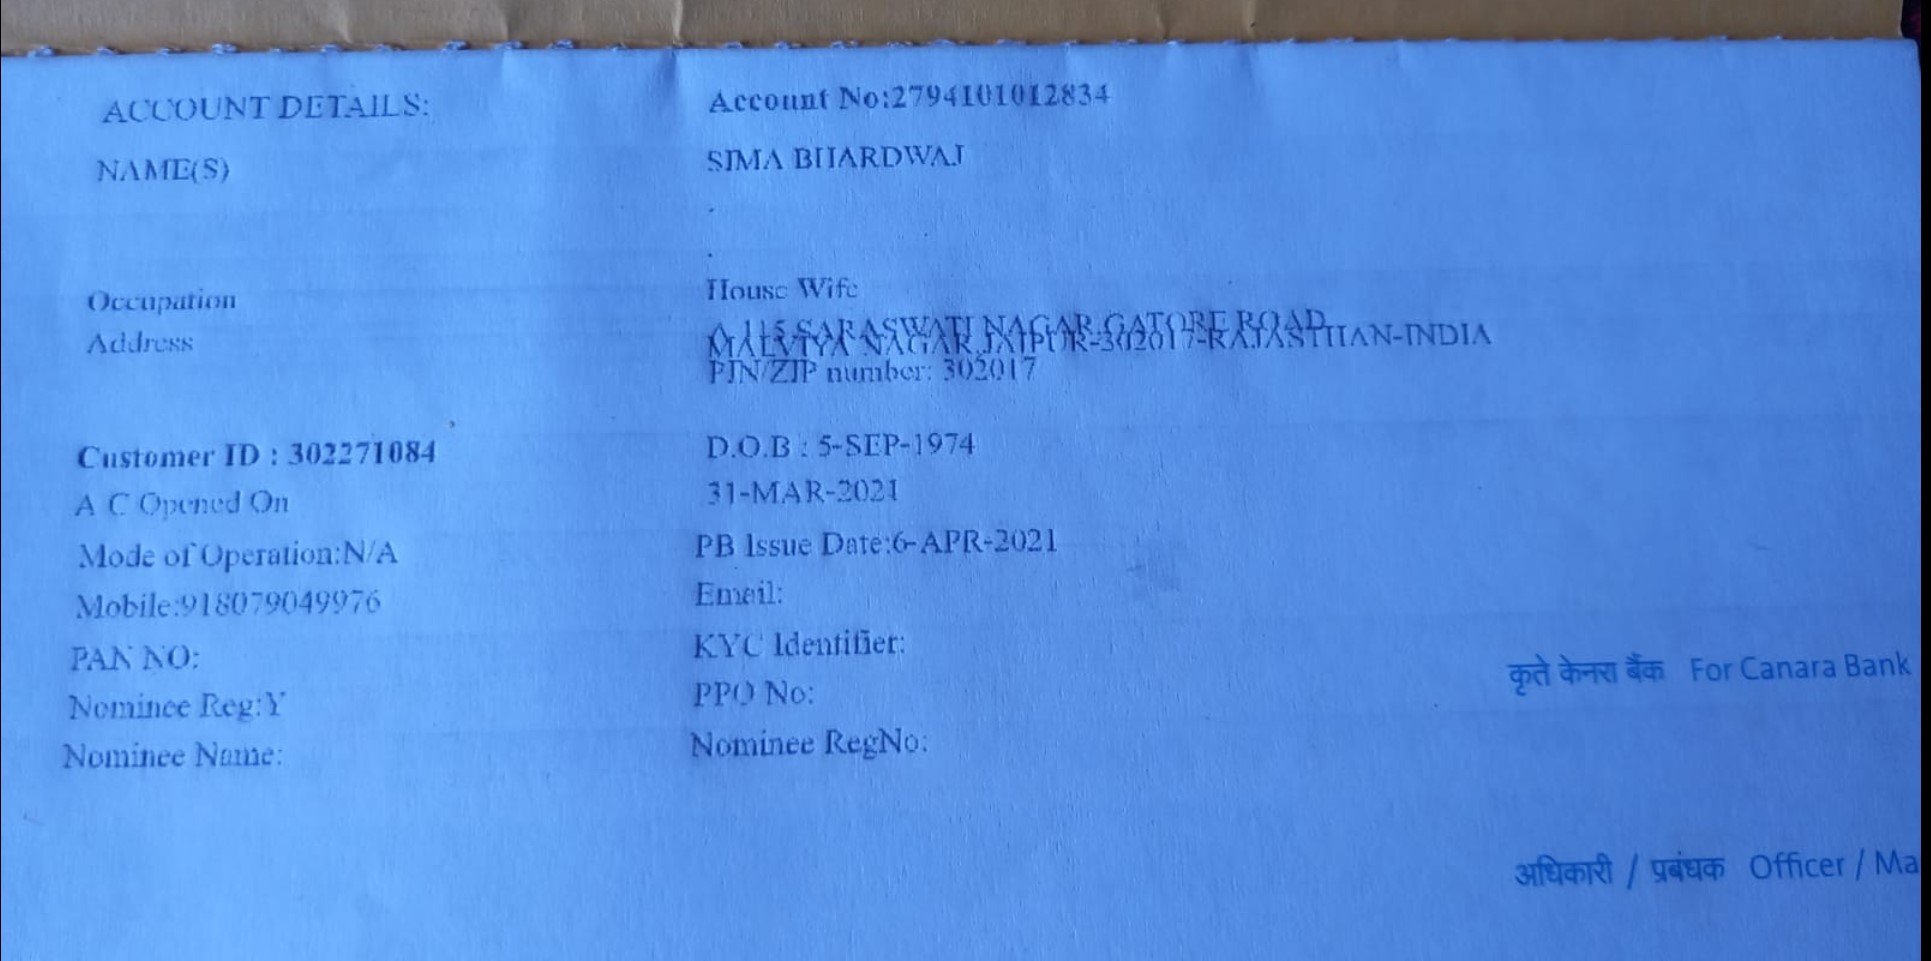 ACCOUNT DETAILS: Account No:2794101012834
NAME(S) SIMA BHARDWAJ
Occupation House Wife
Address A-115 SARASWATI NAGAR GATORE ROAD
MALVIYA NAGAR JAIPUR-302017-RAJASTHAN-INDIA
PIN/ZIP number: 302017
Customer ID : 302271084 D.O.B : 5-SEP-1974
A C Opened On 31-MAR-2021
Mode of Operation:N/A PB Issue Date:6-APR-2021
Mobile:918079049976 Email:
PAN NO: KYC Identifier:
Nominee Reg:Y PPO No:
Nominee Name: Nominee RegNo:
कृते केनरा बैंक For Canara Bank
अधिकारी / प्रबंधक Officer / Ma